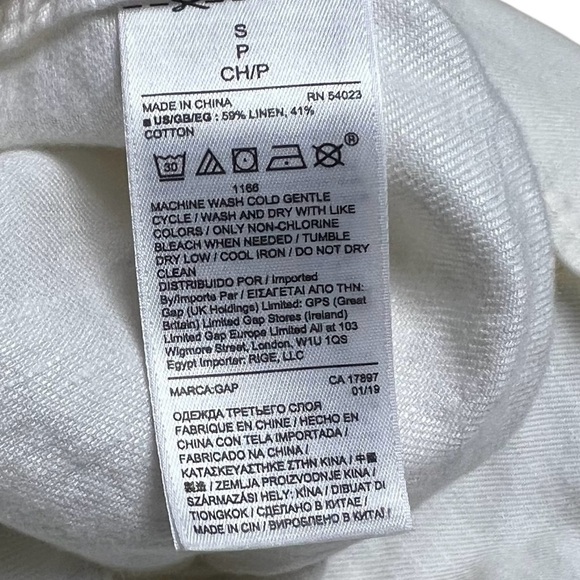 S
P
CH/P
MADE IN CHINA RN 54023
US/GB/EG : 59% LINEN, 41%
COTTON
30 ®
1166
MACHINE WASH COLD GENTLE
CYCLE / WASH AND DRY WITH LIKE
COLORS / ONLY NON-CHLORINE
BLEACH WHEN NEEDED / TUMBLE
DRY LOW / COOL IRON / DO NOT DRY
CLEAN
DISTRIBUIDO POR / Imported
By/Importe Par / ΕΙΣΑΓΕΤΑΙ ΑΠΟ ΤΗΝ:
Gap (UK Holdings) Limited: GPS (Great
Britain) Limited Gap Stores (Ireland)
Limited Gap Europe Limited All at 103
Wigmore Street, London, W1U 1QS
Egypt Importer: RIGE, LLC
MARCA:GAP CA 17897
01/19
ОДЕЖДА ТРЕТЬЕГО СЛОЯ
FABRIQUE EN CHINE / HECHO EN
CHINA CON TELA IMPORTADA /
FABRICADO NA CHINA /
ΚΑΤΑΣΚΕΥΑΣΤΗΚΕ ΣΤΗΝ ΚΙΝΑ / 中國
製造 / ZEMLJA PROIZVODNJE KINA /
SZÁRMAZÁSI HELY: KÍNA / DIBUAT DI
TIONGKOK / СДЕЛАНО В КИТАЕ /
MADE IN CIN / ВИРОБЛЕНО В КИТАЇ